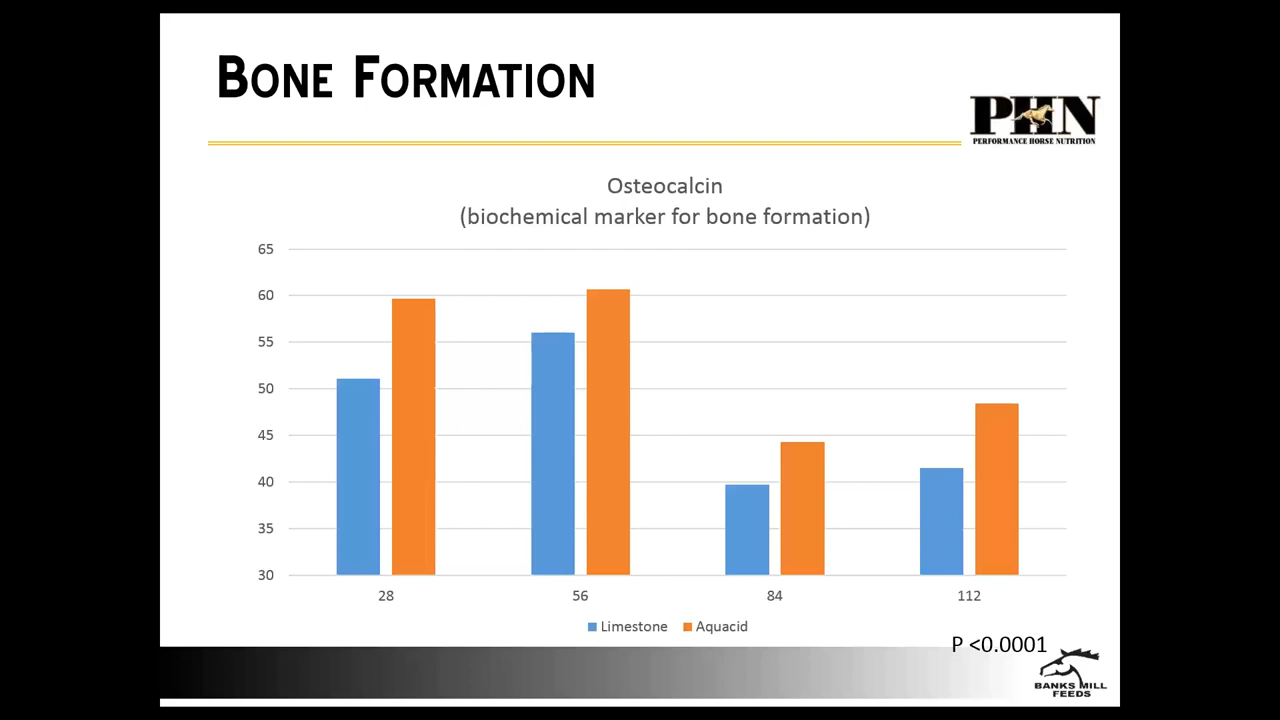 BONE FORMATION
PHN
PERFORMANCE HORSE NUTRITION
Osteocalcin
(biochemical marker for bone formation)
65
60
55
50
45
40
35
30
28 56 84 112
Limestone Aquacid
P <0.0001
BANKS MILL
FEEDS